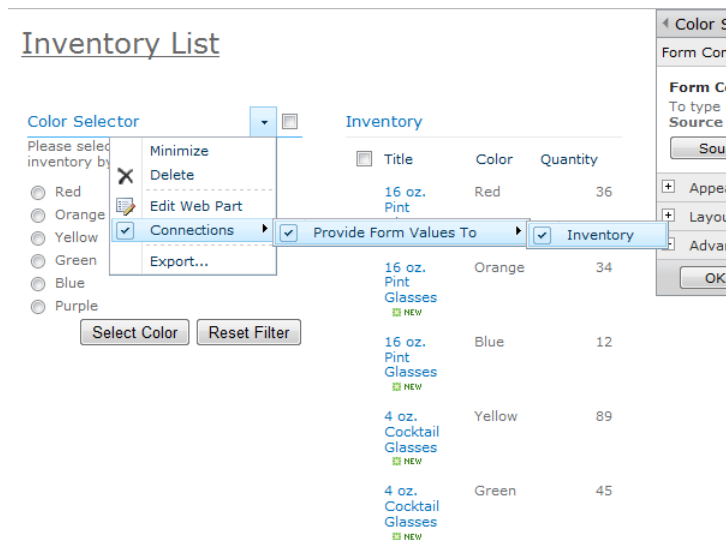 Inventory List
Color Selector
Please selec
inventory by
Red
Orange
Yellow
Green
Blue
Purple
Select Color
Reset Filter
Minimize
Delete
Edit Web Part
Connections
Export...
Provide Form Values To
Inventory
Inventory
Title Color Quantity
16 oz. Red 36
Pint
16 oz. Orange 34
Pint
Glasses
NEW
16 oz. Blue 12
Pint
Glasses
NEW
4 oz. Yellow 89
Cocktail
Glasses
NEW
4 oz. Green 45
Cocktail
Glasses
NEW
Color S
Form Con
Form C
To type
Source
Sou
Appea
Layou
Adva
OK